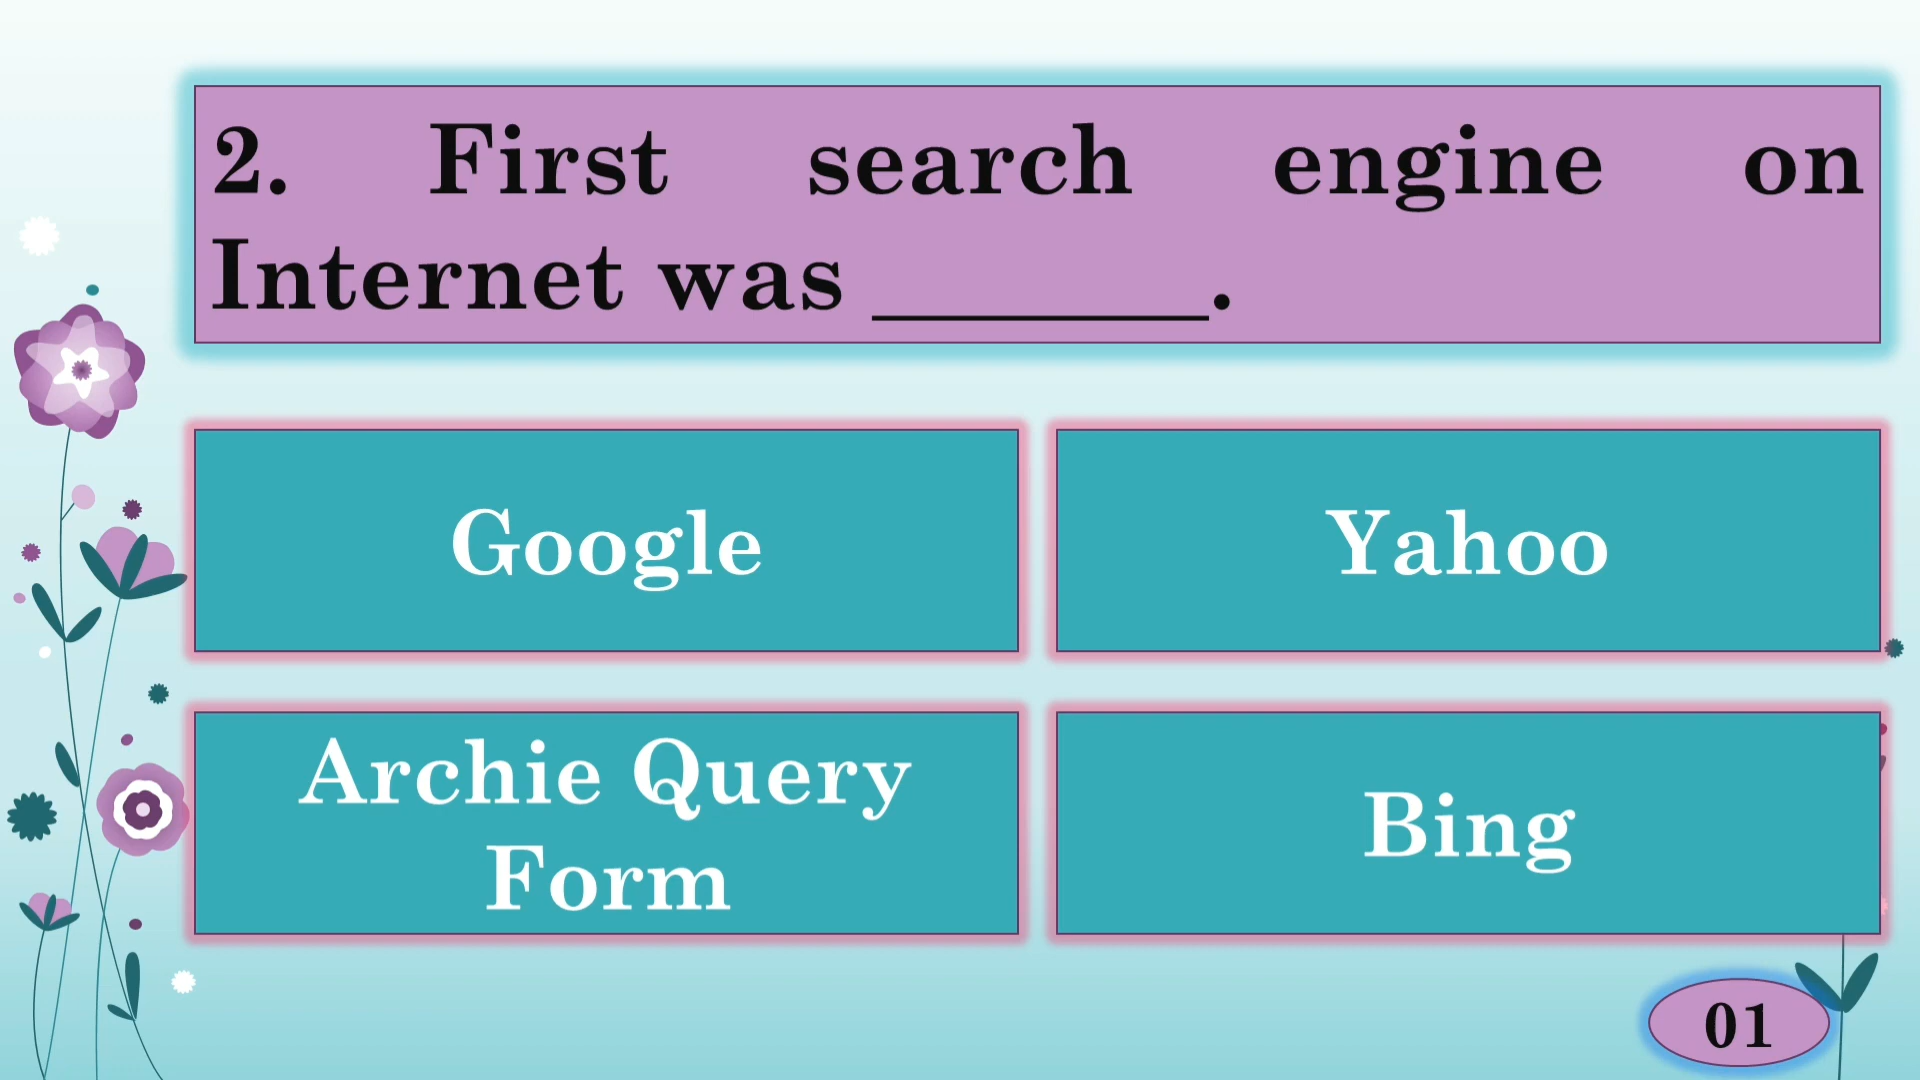 2. First search engine on
Internet was ________.
Google
Yahoo
Archie Query
Form
Bing
01